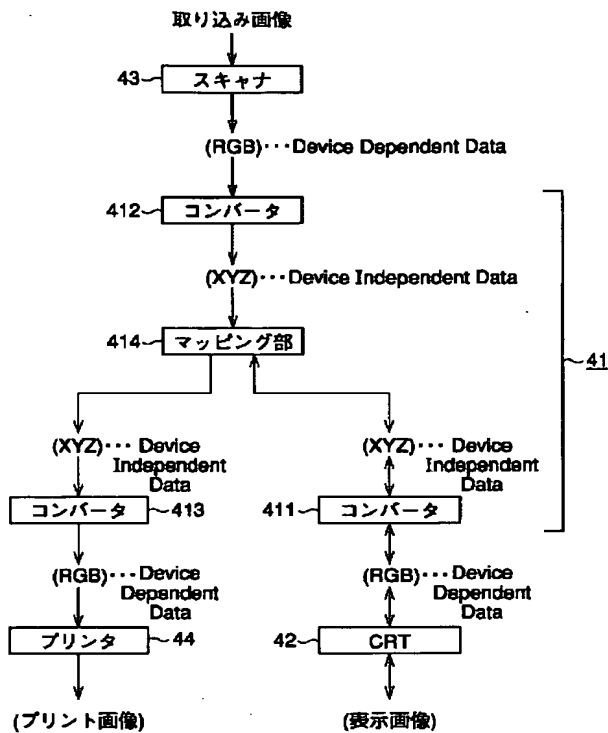 取り込み画像
43 スキャナ
(RGB)・・・Device Dependent Data
412 コンバータ
(XYZ)・・・Device Independent Data
414 マッピング部
41
(XYZ)・・・Device
Independent
Data
(XYZ)・・・Device
Independent
Data
コンバータ 413
411 コンバータ
(RGB)・・・Device
Dependent
Data
(RGB)・・・Device
Dependent
Data
プリンタ 44
42 CRT
(プリント画像)
(表示画像)